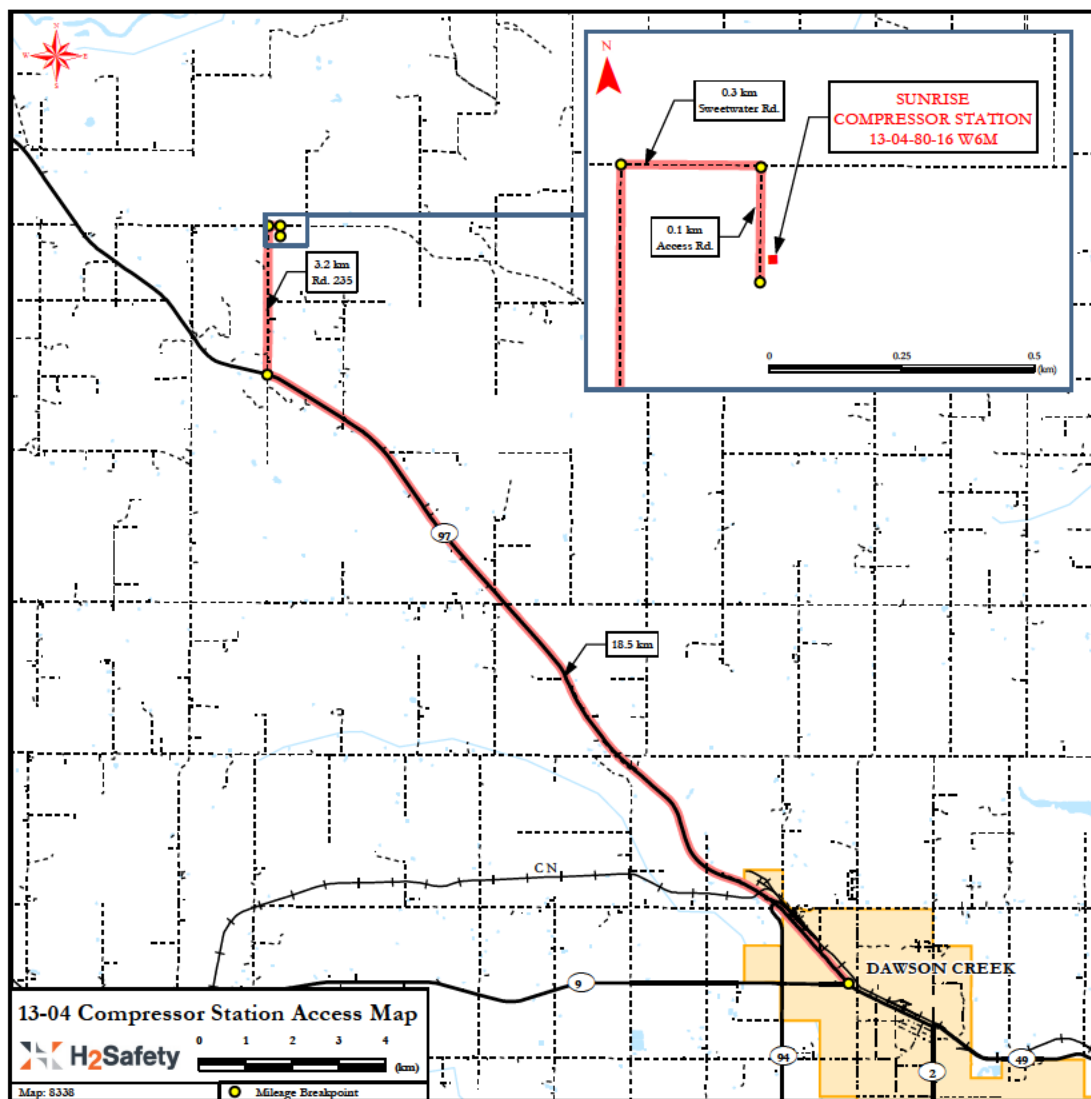 N
W
E
S
N
0.3 km
Sweetwater Rd.
SUNRISE
COMPRESSOR STATION
13-04-80-16 W6M
0.1 km
Access Rd.
0 0.25 0.5
(km)
3.2 km
Rd. 235
97
18.5 km
CN
DAWSON CREEK
9
94
2
49
13-04 Compressor Station Access Map
H2Safety
0 1 2 3 4
(km)
Map: 8338
Mileage Breakpoint